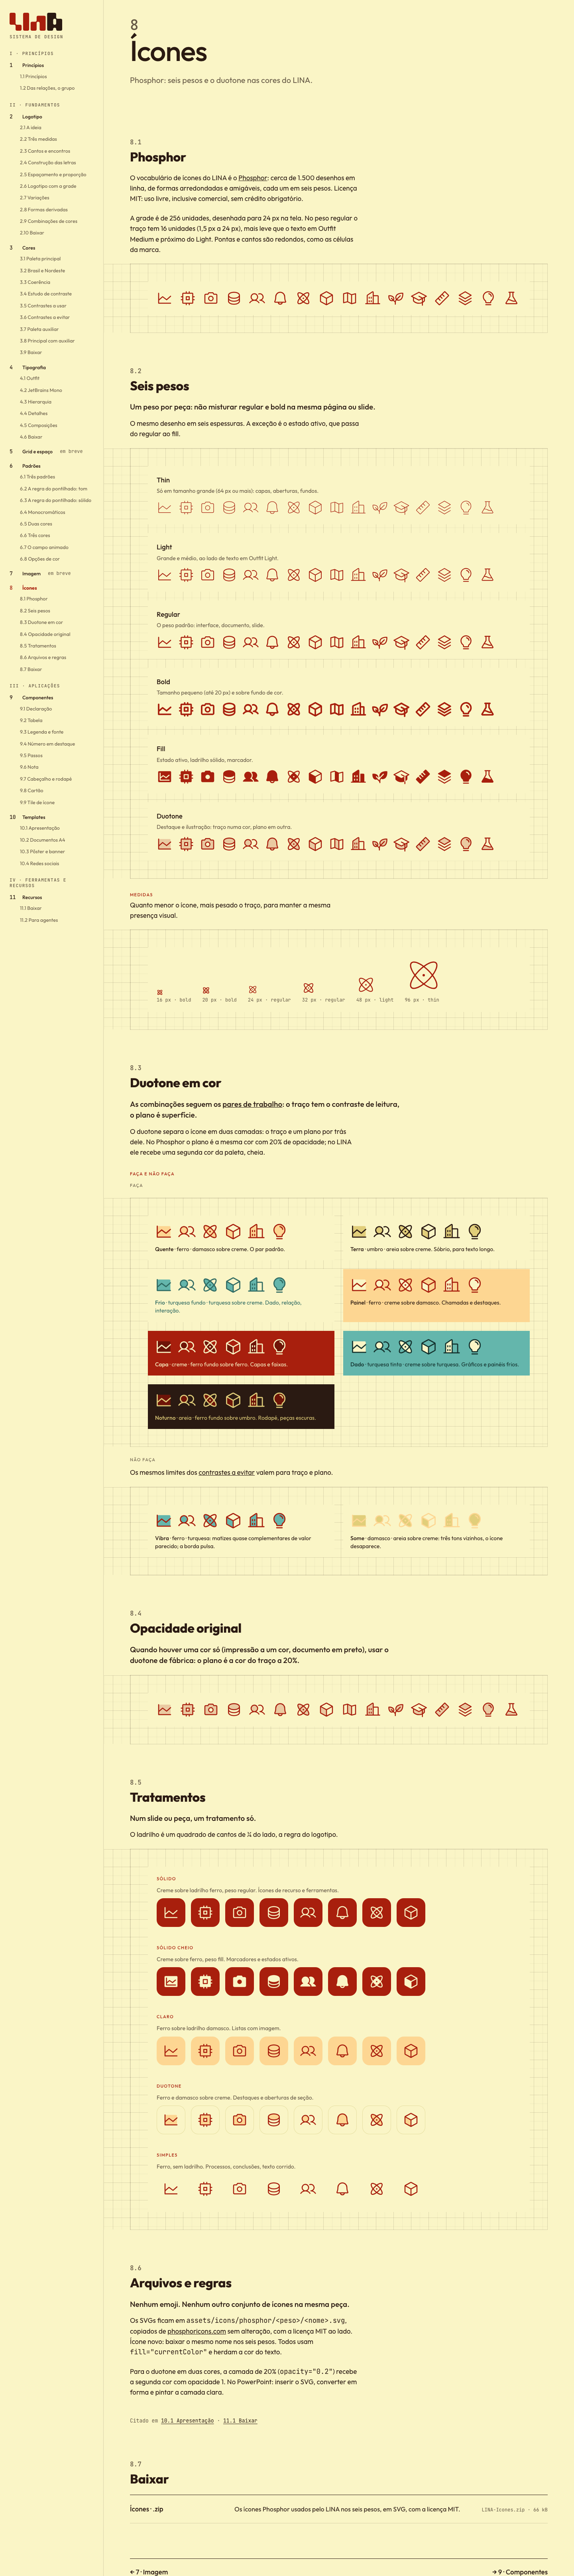 LINA
SISTEMA DE DESIGN
I · PRINCÍPIOS
1 Princípios
1.1 Princípios
1.2 Das relações, o grupo
II · FUNDAMENTOS
2 Logotipo
2.1 A ideia
2.2 Três medidas
2.3 Cantos e encontros
2.4 Construção das letras
2.5 Espaçamento e proporção
2.6 Logotipo com a grade
2.7 Variações
2.8 Formas derivadas
2.9 Combinações de cores
2.10 Baixar
3 Cores
3.1 Paleta principal
3.2 Brasil e Nordeste
3.3 Coerência
3.4 Estudo de contraste
3.5 Contrastes a usar
3.6 Contrastes a evitar
3.7 Paleta auxiliar
3.8 Principal com auxiliar
3.9 Baixar
4 Tipografia
4.1 Outfit
4.2 JetBrains Mono
4.3 Hierarquia
4.4 Detalhes
4.5 Composições
4.6 Baixar
5 Grid e espaço em breve
6 Padrões
6.1 Três padrões
6.2 A regra do pontilhado: tom
6.3 A regra do pontilhado: sólido
6.4 Monocromáticos
6.5 Duas cores
6.6 Três cores
6.7 O campo animado
6.8 Opções de cor
7 Imagem em breve
8 Ícones
8.1 Phosphor
8.2 Seis pesos
8.3 Duotone em cor
8.4 Opacidade original
8.5 Tratamentos
8.6 Arquivos e regras
8.7 Baixar
III · APLICAÇÕES
9 Componentes
9.1 Declaração
9.2 Tabela
9.3 Legenda e fonte
9.4 Número em destaque
9.5 Passos
9.6 Nota
9.7 Cabeçalho e rodapé
9.8 Cartão
9.9 Tile de ícone
10 Templates
10.1 Apresentação
10.2 Documentos A4
10.3 Pôster e banner
10.4 Redes sociais
IV · FERRAMENTAS E
RECURSOS
11 Recursos
11.1 Baixar
11.2 Para agentes
8
Ícones
Phosphor: seis pesos e o duotone nas cores do LINA.
8.1
Phosphor
O vocabulário de ícones do LINA é o Phosphor: cerca de 1.500 desenhos em
linha, de formas arredondadas e amigáveis, cada um em seis pesos. Licença
MIT: uso livre, inclusive comercial, sem crédito obrigatório.
A grade é de 256 unidades, desenhada para 24 px na tela. No peso regular o
traço tem 16 unidades (1,5 px a 24 px), mais leve que o texto em Outfit
Medium e próximo do Light. Pontas e cantos são redondos, como as células
da marca.
8.2
Seis pesos
Um peso por peça: não misturar regular e bold na mesma página ou slide.
O mesmo desenho em seis espessuras. A exceção é o estado ativo, que passa
do regular ao fill.
Thin
Só em tamanho grande (64 px ou mais): capas, aberturas, fundos.
Light
Grande e médio, ao lado de texto em Outfit Light.
Regular
O peso padrão: interface, documento, slide.
Bold
Tamanho pequeno (até 20 px) e sobre fundo de cor.
Fill
Estado ativo, ladrilho sólido, marcador.
Duotone
Destaque e ilustração: traço numa cor, plano em outra.
MEDIDAS
Quanto menor o ícone, mais pesado o traço, para manter a mesma
presença visual.
16 px · bold
20 px · bold
24 px · regular
32 px · regular
48 px · light
96 px · thin
8.3
Duotone em cor
As combinações seguem os pares de trabalho: o traço tem o contraste de leitura,
o plano é superfície.
O duotone separa o ícone em duas camadas: o traço e um plano por trás
dele. No Phosphor o plano é a mesma cor com 20% de opacidade; no LINA
ele recebe uma segunda cor da paleta, cheia.
FAÇA E NÃO FAÇA
FAÇA
Quente · ferro · damasco sobre creme. O par padrão.
Terra · umbro · areia sobre creme. Sóbrio, para texto longo.
Frio · turquesa fundo · turquesa sobre creme. Dado, relação,
interação.
Painel · ferro · creme sobre damasco. Chamadas e destaques.
Capa · creme · ferro fundo sobre ferro. Capas e faixas.
Dado · turquesa tinta · creme sobre turquesa. Gráficos e painéis frios.
Noturno · areia · ferro fundo sobre umbro. Rodapé, peças escuras.
NÃO FAÇA
Os mesmos limites dos contrastes a evitar valem para traço e plano.
Vibra · ferro · turquesa: matizes quase complementares de valor
parecido; a borda pulsa.
Some · damasco · areia sobre creme: três tons vizinhos, o ícone
desaparece.
8.4
Opacidade original
Quando houver uma cor só (impressão a um cor, documento em preto), usar o
duotone de fábrica: o plano é a cor do traço a 20%.
8.5
Tratamentos
Num slide ou peça, um tratamento só.
O ladrilho é um quadrado de cantos de ¼ do lado, a regra do logotipo.
SÓLIDO
Creme sobre ladrilho ferro, peso regular. Ícones de recurso e ferramentas.
SÓLIDO CHEIO
Creme sobre ferro, peso fill. Marcadores e estados ativos.
CLARO
Ferro sobre ladrilho damasco. Listas com imagem.
DUOTONE
Ferro e damasco sobre creme. Destaques e aberturas de seção.
SIMPLES
Ferro, sem ladrilho. Processos, conclusões, texto corrido.
8.6
Arquivos e regras
Nenhum emoji. Nenhum outro conjunto de ícones na mesma peça.
Os SVGs ficam em assets/icons/phosphor/<peso>/<nome>.svg,
copiados de phosphoricons.com sem alteração, com a licença MIT ao lado.
Ícone novo: baixar o mesmo nome nos seis pesos. Todos usam
fill="currentColor" e herdam a cor do texto.
Para o duotone em duas cores, a camada de 20% (opacity="0.2") recebe
a segunda cor com opacidade 1. No PowerPoint: inserir o SVG, converter em
forma e pintar a camada clara.
Citado em 10.1 Apresentação · 11.1 Baixar
8.7
Baixar
Ícones · .zip
Os ícones Phosphor usados pelo LINA nos seis pesos, em SVG, com a licença MIT.
LINA-Icones.zip · 66 kB
← 7 · Imagem
→ 9 · Componentes